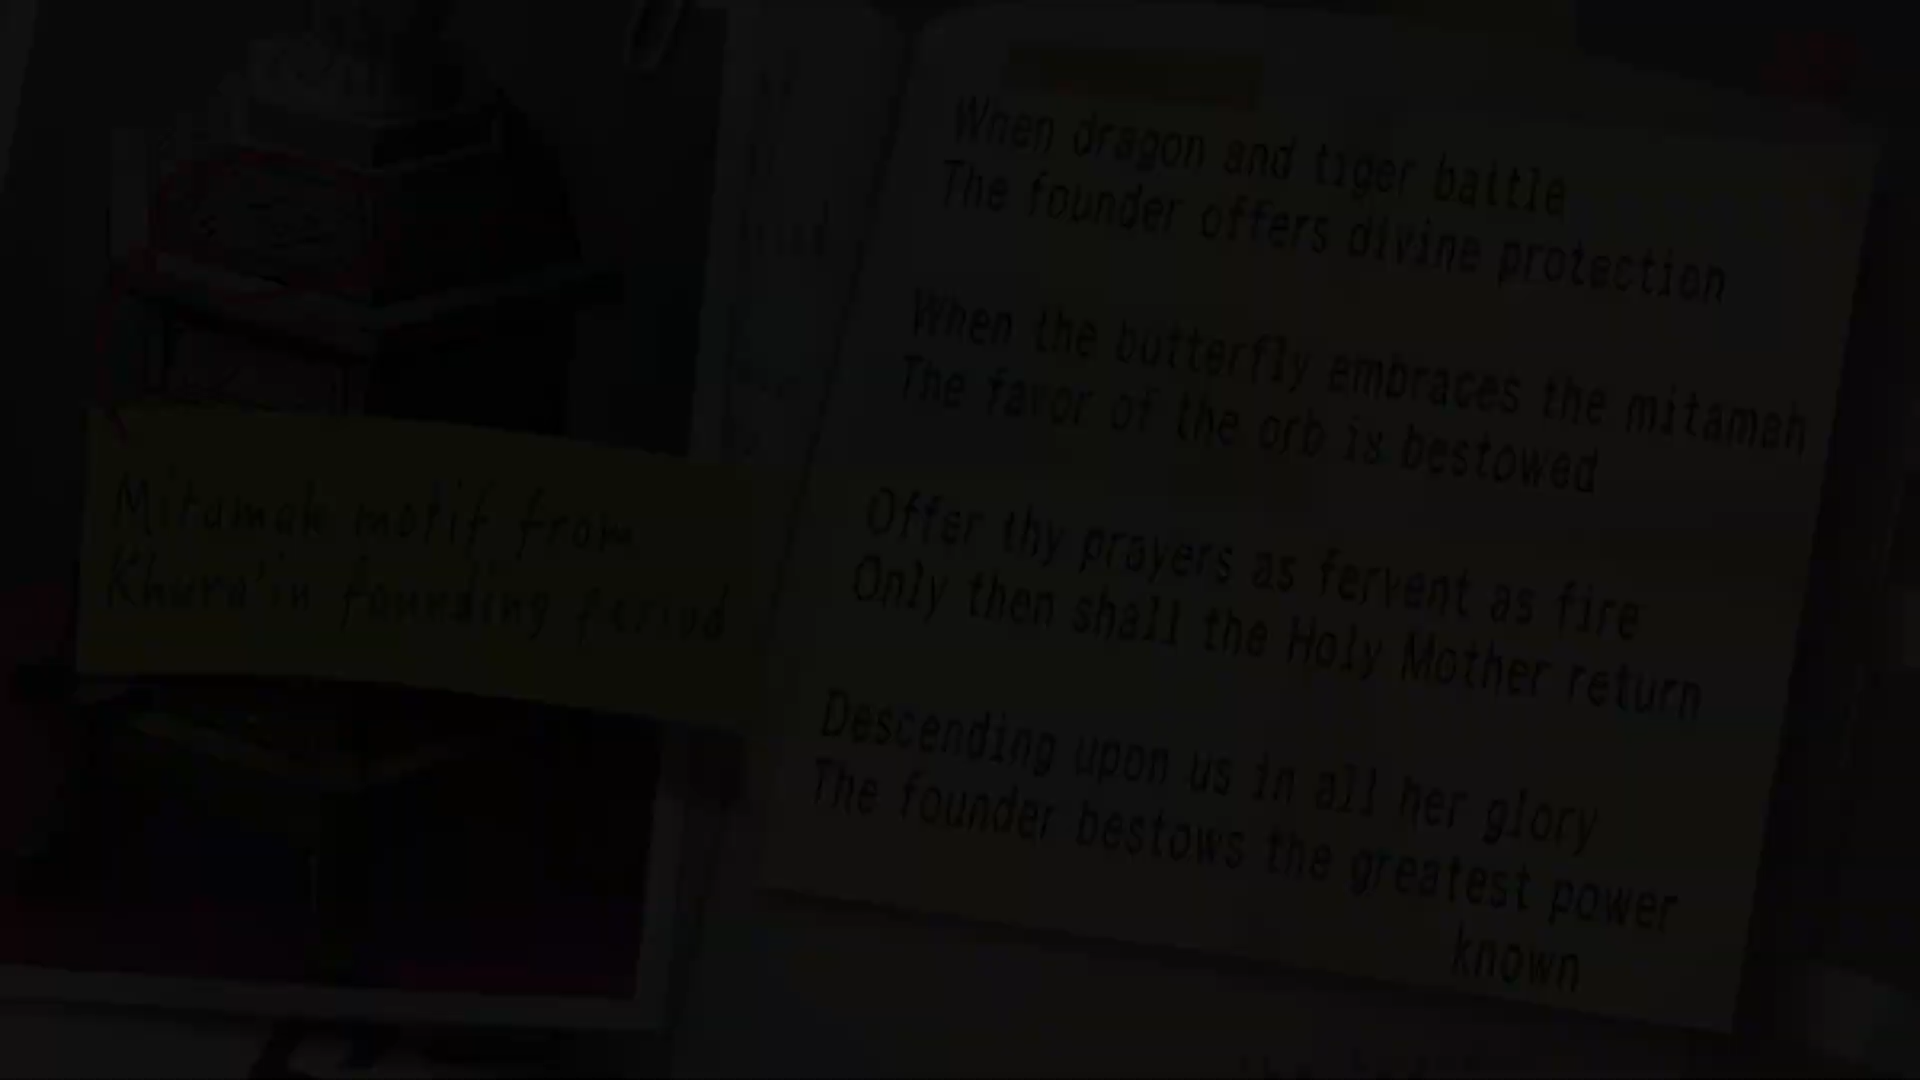 Mitamah motif from
Khura'in founding period
When dragon and tiger battle
The founder offers divine protection
When the butterfly embraces the mitamah
The favor of the orb is bestowed
Offer thy prayers as fervent as fire
Only then shall the Holy Mother return
Descending upon us in all her glory
The founder bestows the greatest power
known